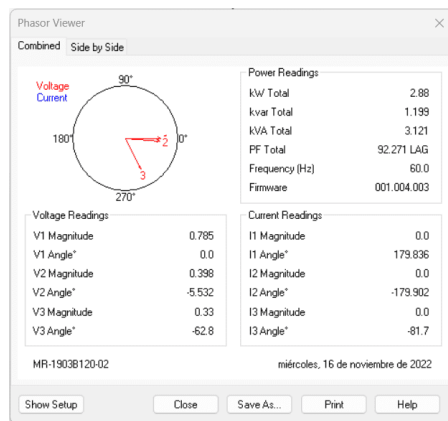 Phasor Viewer
Combined Side by Side
Voltage
Current
90°
180°
0°
270°
2
3
Power Readings
kW Total 2.88
kvar Total 1.199
kVA Total 3.121
PF Total 92.271 LAG
Frequency (Hz) 60.0
Firmware 001.004.003
Voltage Readings
V1 Magnitude 0.785
V1 Angle° 0.0
V2 Magnitude 0.398
V2 Angle° -5.532
V3 Magnitude 0.33
V3 Angle° -62.8
Current Readings
I1 Magnitude 0.0
I1 Angle° 179.836
I2 Magnitude 0.0
I2 Angle° -179.902
I3 Magnitude 0.0
I3 Angle° -81.7
MR-1903B120-02 miércoles, 16 de noviembre de 2022
Show Setup Close Save As... Print Help